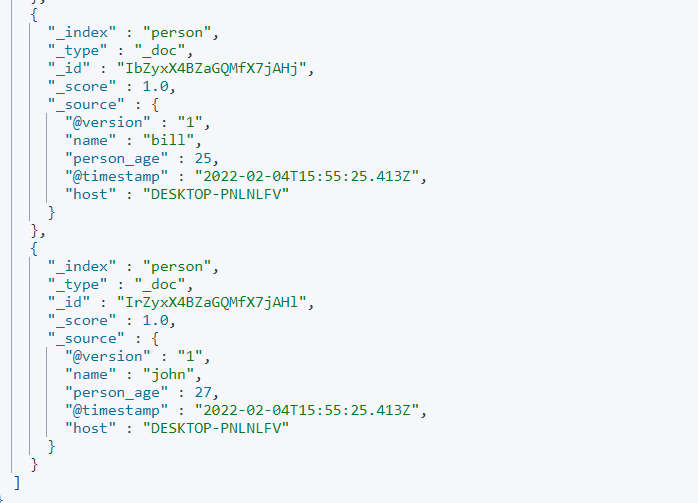 },
{
"_index" : "person",
"_type" : "_doc",
"_id" : "IbZyxX4BZaGQMfX7jAHj",
"_score" : 1.0,
"_source" : {
"@version" : "1",
"name" : "bill",
"person_age" : 25,
"@timestamp" : "2022-02-04T15:55:25.413Z",
"host" : "DESKTOP-PNLNLFV"
}
},
{
"_index" : "person",
"_type" : "_doc",
"_id" : "IrZyxX4BZaGQMfX7jAHl",
"_score" : 1.0,
"_source" : {
"@version" : "1",
"name" : "john",
"person_age" : 27,
"@timestamp" : "2022-02-04T15:55:25.413Z",
"host" : "DESKTOP-PNLNLFV"
}
}
]
}